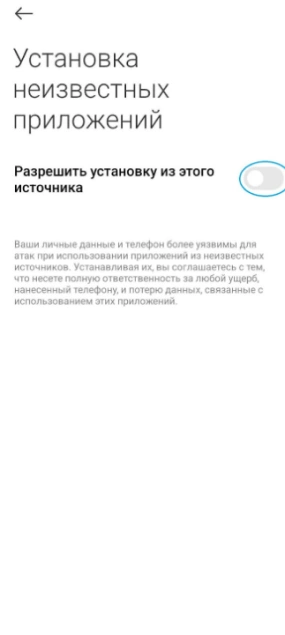 Установка
неизвестных
приложений
Разрешить установку из этого
источника
Ваши личные данные и телефон более уязвимы для
атак при использовании приложений из неизвестных
источников. Устанавливая их, вы соглашаетесь с тем,
что несете полную ответственность за любой ущерб,
нанесенный телефону, и потерю данных, связанные с
использованием этих приложений.